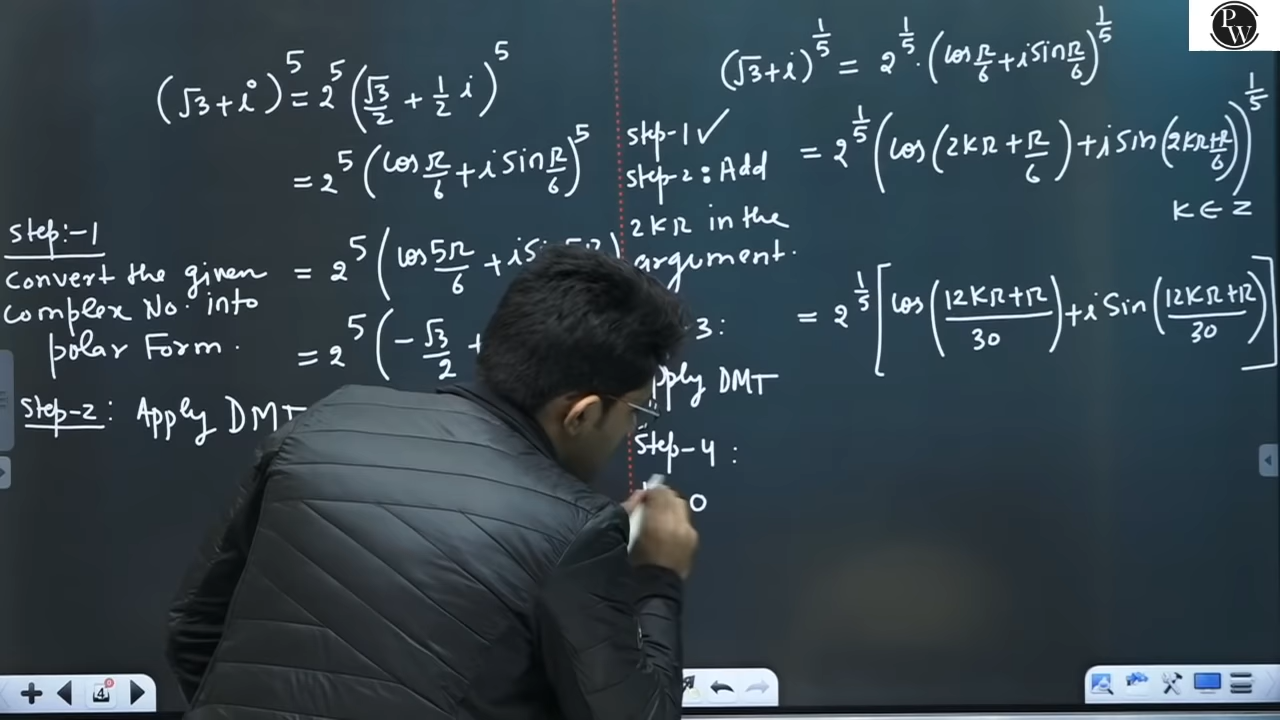 (√3+i)^5 = 2^5 (√3/2 + 1/2 i)^5
= 2^5 (cos π/6 + i sin π/6)^5
step:-1
convert the given
complex No. into
polar Form.
= 2^5 (cos 5π/6 + i
= 2^5 (-√3/2 +
Step-2: Apply DMT
(√3+i)^1/5 = 2^1/5 . (cos π/6 + i sin π/6)^1/5
step-1 ✓
step-2: Add
2kπ in the
argument.
= 2^1/5 (cos (2kπ + π/6) + i sin (2kπ + π/6))^1/5
k ∈ Z
= 2^1/5 [cos (12kπ+π / 30) + i Sin (12kπ+π / 30)]
3:
pply DMT
Step-4 :
0
PW
4